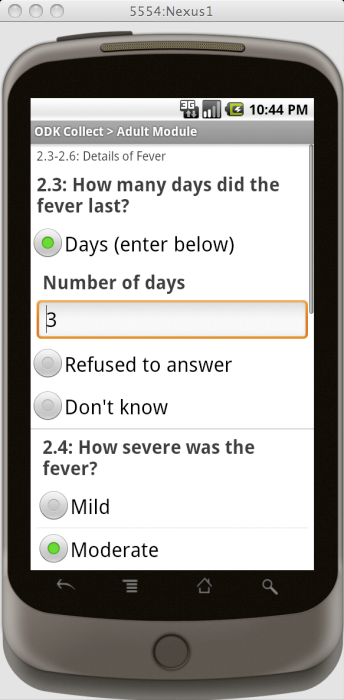 5554:Nexus1
3G 10:44 PM
ODK Collect > Adult Module
2.3-2.6: Details of Fever
2.3: How many days did the
fever last?
Days (enter below)
Number of days
3
Refused to answer
Don't know
2.4: How severe was the
fever?
Mild
Moderate